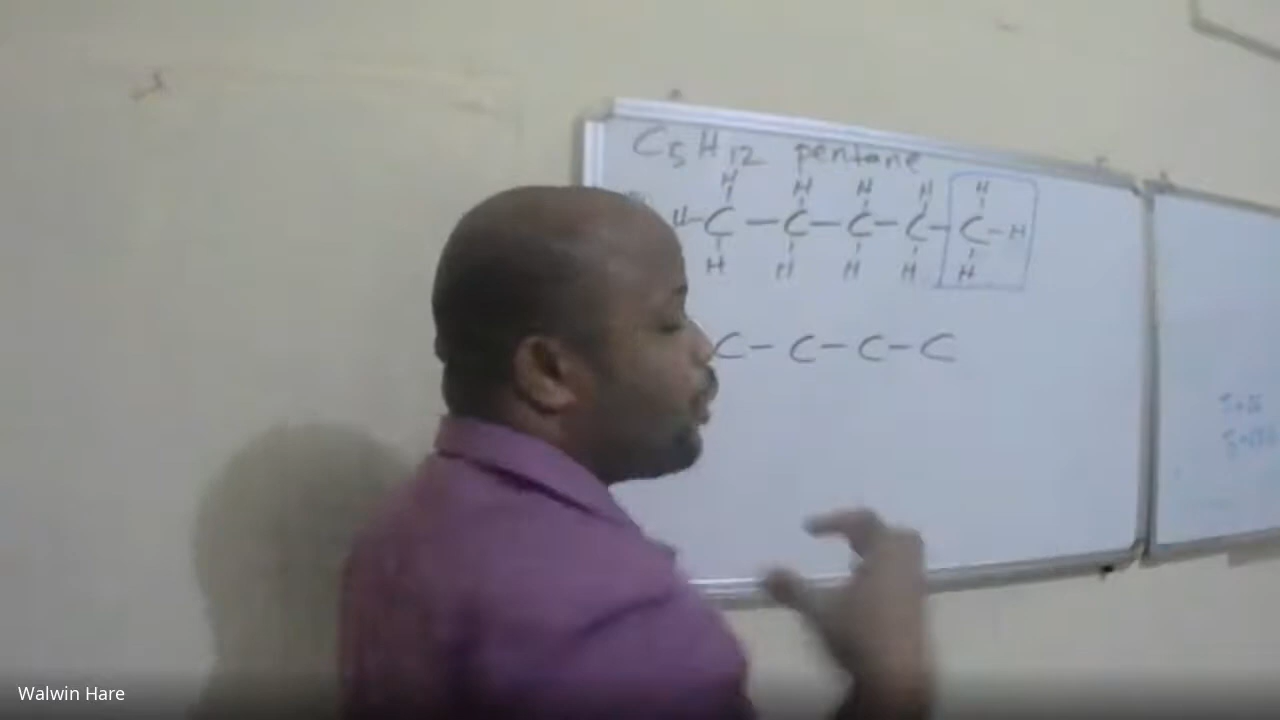 C5H12 pentane
H H H H H
H-C-C-C-C-C-H
H H H H H
C-C-C-C
Walwin Hare